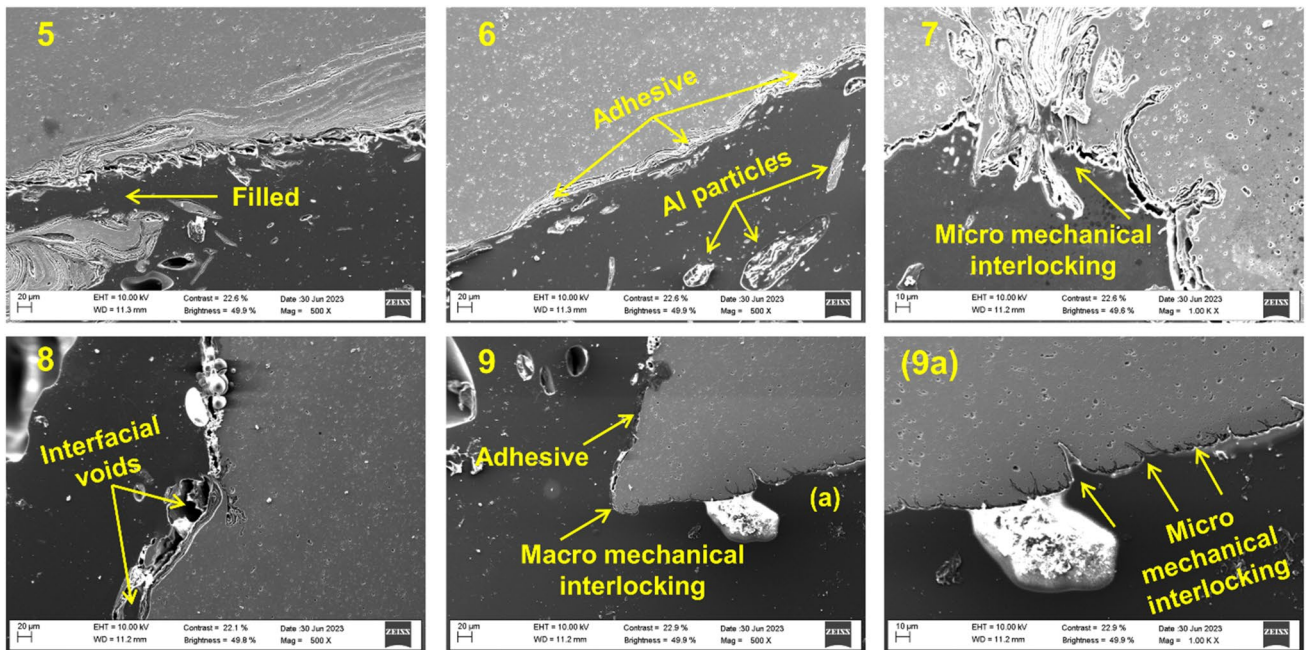 5
Filled
20 µm
EHT = 10.00 kV
Contrast = 22.6 %
Date :30 Jun 2023
WD = 11.3 mm
Brightness = 49.9 %
Mag = 500 X
ZEISS
6
Adhesive
Al particles
20 µm
EHT = 10.00 kV
Contrast = 22.6 %
Date :30 Jun 2023
WD = 11.3 mm
Brightness = 49.9 %
Mag = 500 X
ZEISS
7
Micro mechanical
interlocking
10 µm
EHT = 10.00 kV
Contrast = 22.6 %
Date :30 Jun 2023
WD = 11.2 mm
Brightness = 49.6 %
Mag = 1.00 K X
ZEISS
8
Interfacial
voids
20 µm
EHT = 10.00 kV
Contrast = 22.1 %
Date :30 Jun 2023
WD = 11.2 mm
Brightness = 49.8 %
Mag = 500 X
ZEISS
9
Adhesive
(a)
Macro mechanical
interlocking
20 µm
EHT = 10.00 kV
Contrast = 22.9 %
Date :30 Jun 2023
WD = 11.2 mm
Brightness = 49.9 %
Mag = 500 X
ZEISS
(9a)
Micro
mechanical
interlocking
10 µm
EHT = 10.00 kV
Contrast = 22.9 %
Date :30 Jun 2023
WD = 11.2 mm
Brightness = 49.9 %
Mag = 1.00 K X
ZEISS